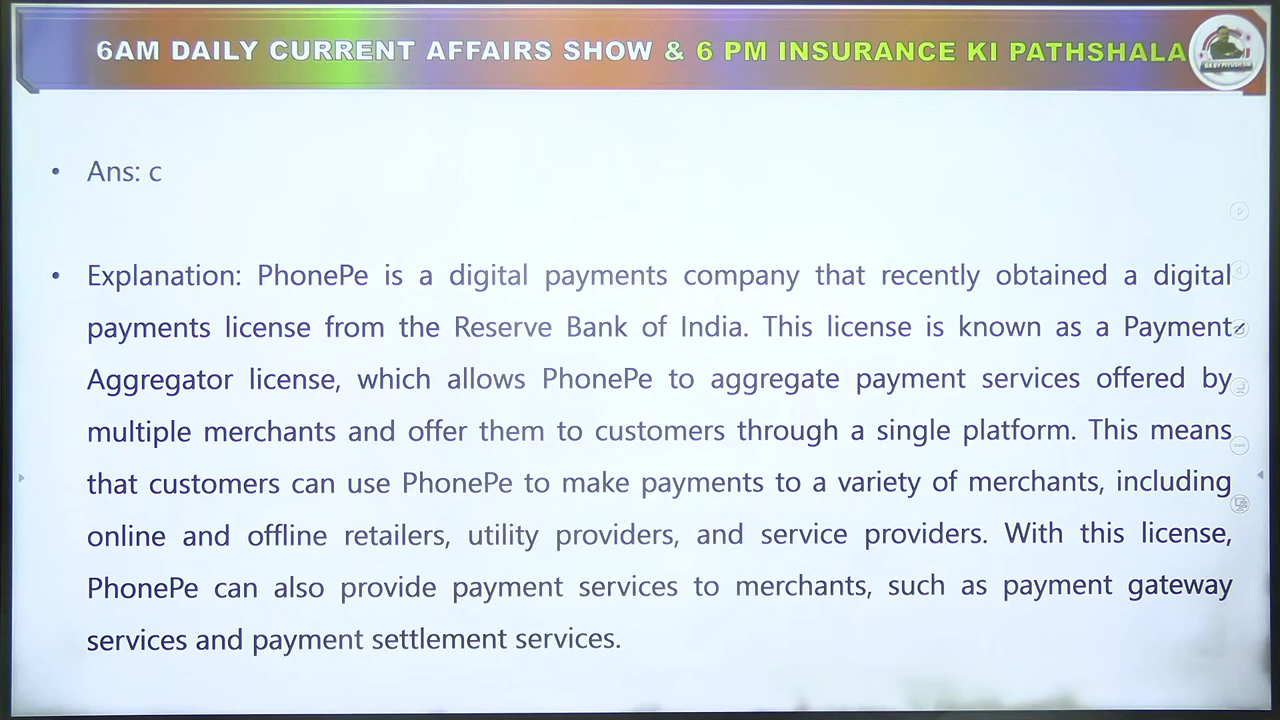 6AM DAILY CURRENT AFFAIRS SHOW & 6 PM INSURANCE KI PATHSHALA
• Ans: c
• Explanation: PhonePe is a digital payments company that recently obtained a digital
payments license from the Reserve Bank of India. This license is known as a Payment
Aggregator license, which allows PhonePe to aggregate payment services offered by
multiple merchants and offer them to customers through a single platform. This means
that customers can use PhonePe to make payments to a variety of merchants, including
online and offline retailers, utility providers, and service providers. With this license,
PhonePe can also provide payment services to merchants, such as payment gateway
services and payment settlement services.